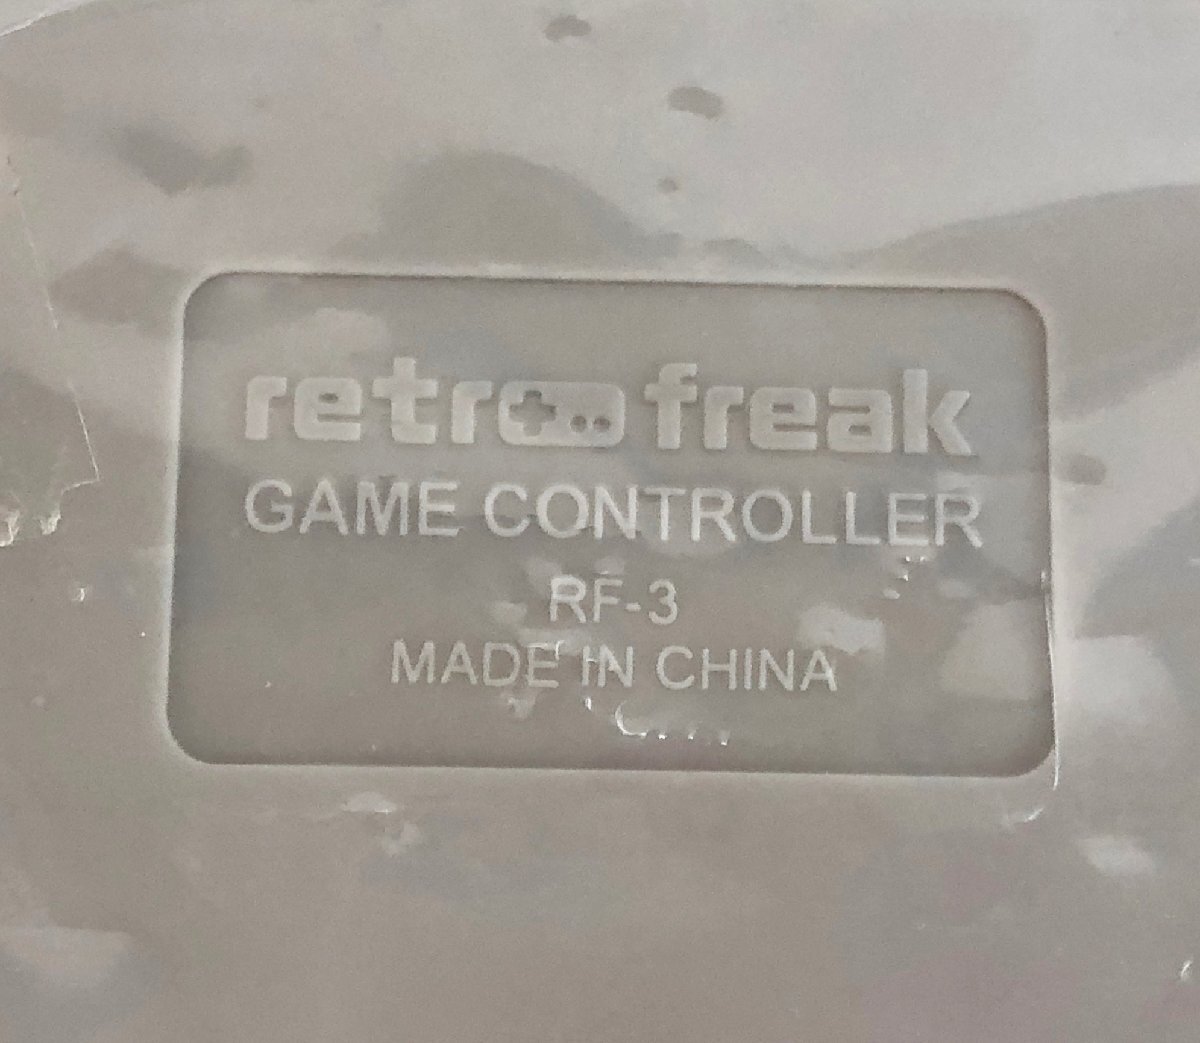 retro freak
GAME CONTROLLER
RF-3
MADE IN CHINA